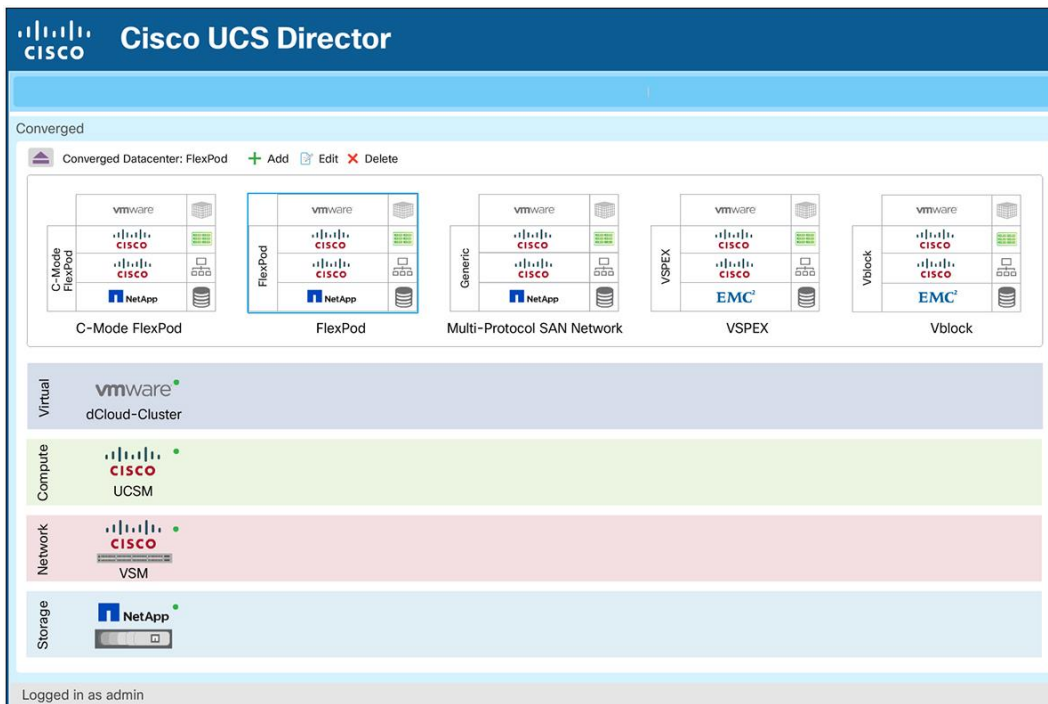 CISCO
Cisco UCS Director
Converged
Converged Datacenter: FlexPod
Add
Edit
Delete
C-Mode
FlexPod
vmware
CISCO
CISCO
NetApp
C-Mode FlexPod
FlexPod
vmware
CISCO
CISCO
NetApp
FlexPod
Generic
vmware
CISCO
CISCO
NetApp
Multi-Protocol SAN Network
VSPEX
vmware
CISCO
CISCO
EMC²
VSPEX
Vblock
vmware
CISCO
CISCO
EMC²
Vblock
Virtual
vmware
dCloud-Cluster
Compute
CISCO
UCSM
Network
CISCO
VSM
Storage
NetApp
Logged in as admin